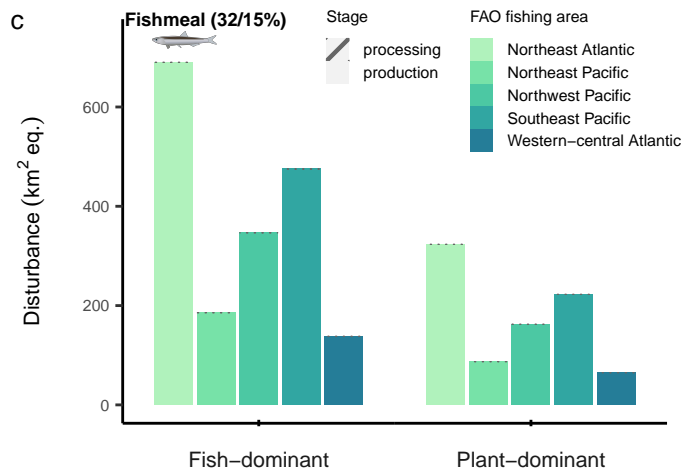 c
Fishmeal (32/15%)
Stage
processing
production
FAO fishing area
Northeast Atlantic
Northeast Pacific
Northwest Pacific
Southeast Pacific
Western−central Atlantic
Disturbance (km² eq.)
600
400
200
0
Fish−dominant
Plant−dominant